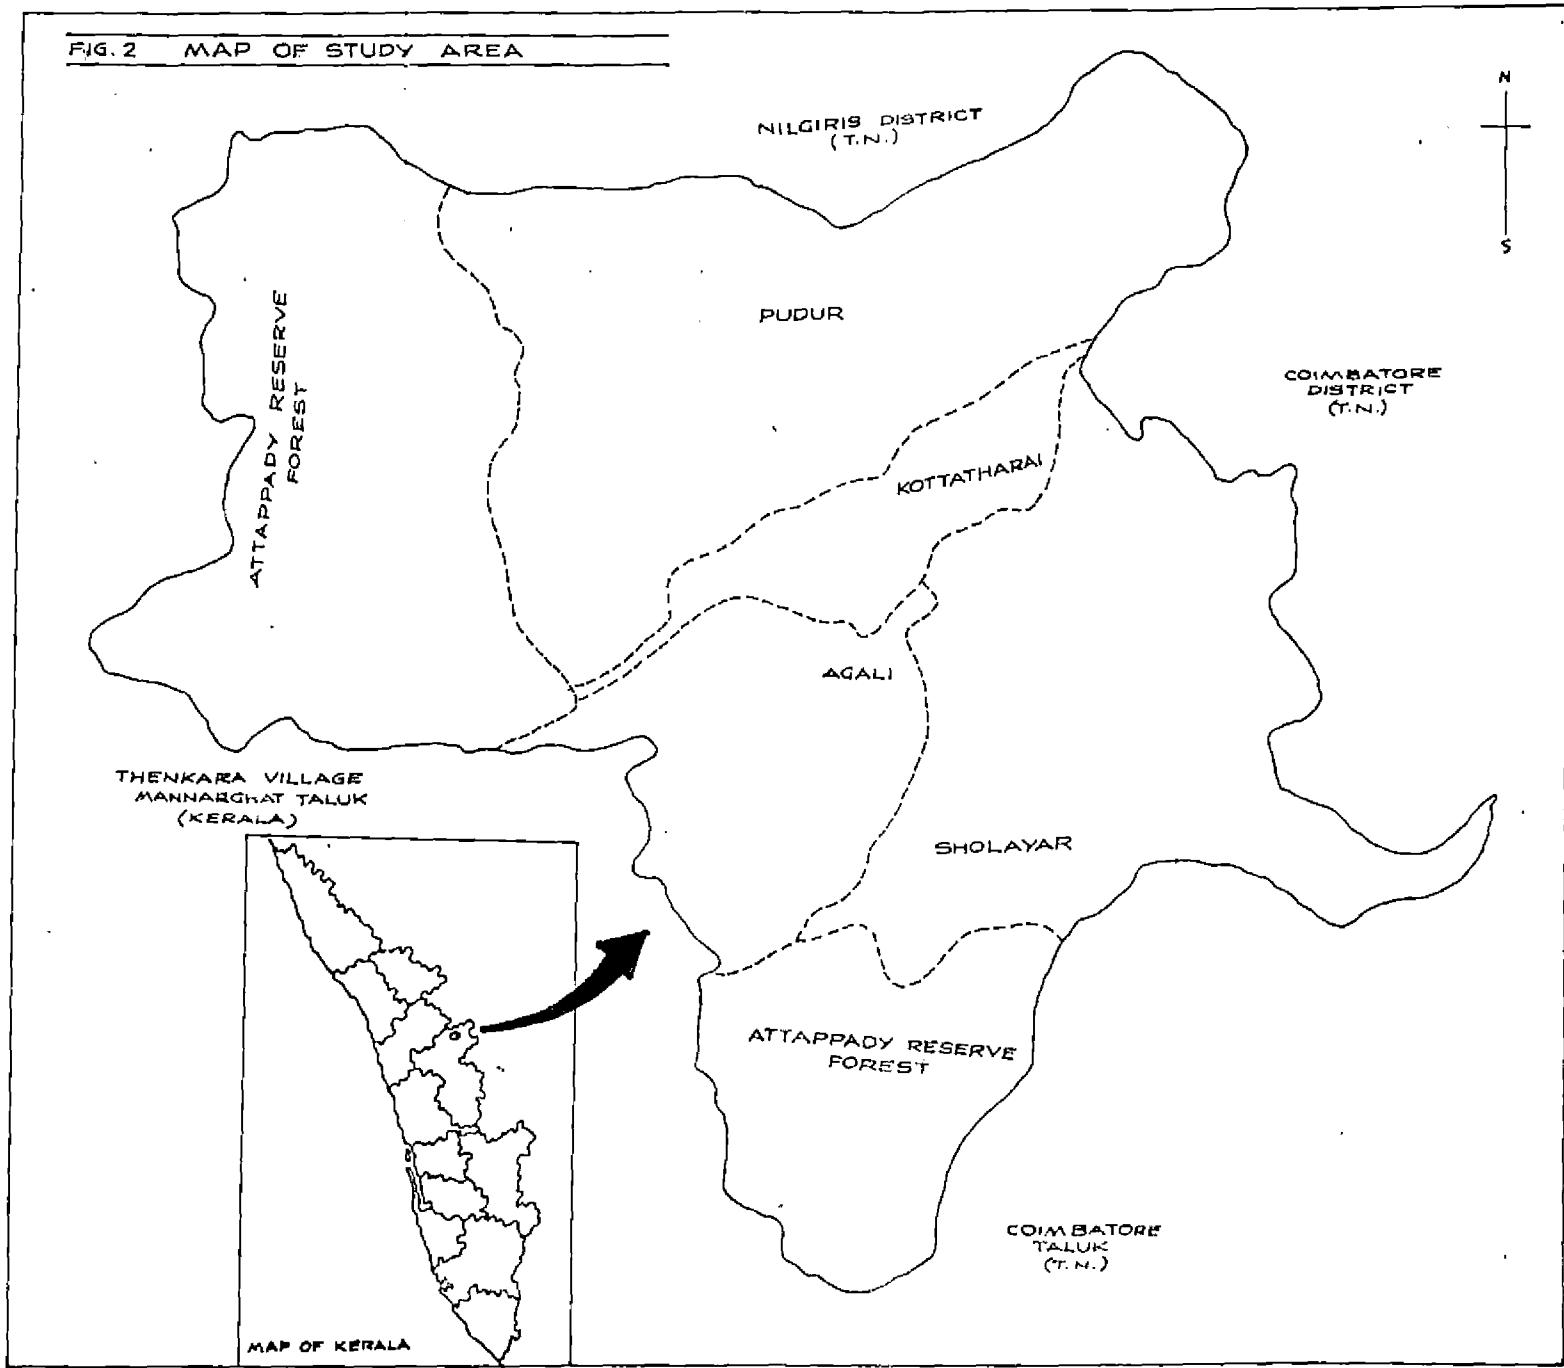 FIG. 2 MAP OF STUDY AREA
N
S
NILGIRIS DISTRICT
(T.N.)
PUDUR
ATTAPPADY RESERVE
FOREST
COIMBATORE
DISTRICT
(T.N.)
KOTTATHARAI
AGALI
THENKARA VILLAGE
MANNARGHAT TALUK
(KERALA)
SHOLAYAR
ATTAPPADY RESERVE
FOREST
COIMBATORE
TALUK
(T.N.)
MAP OF KERALA